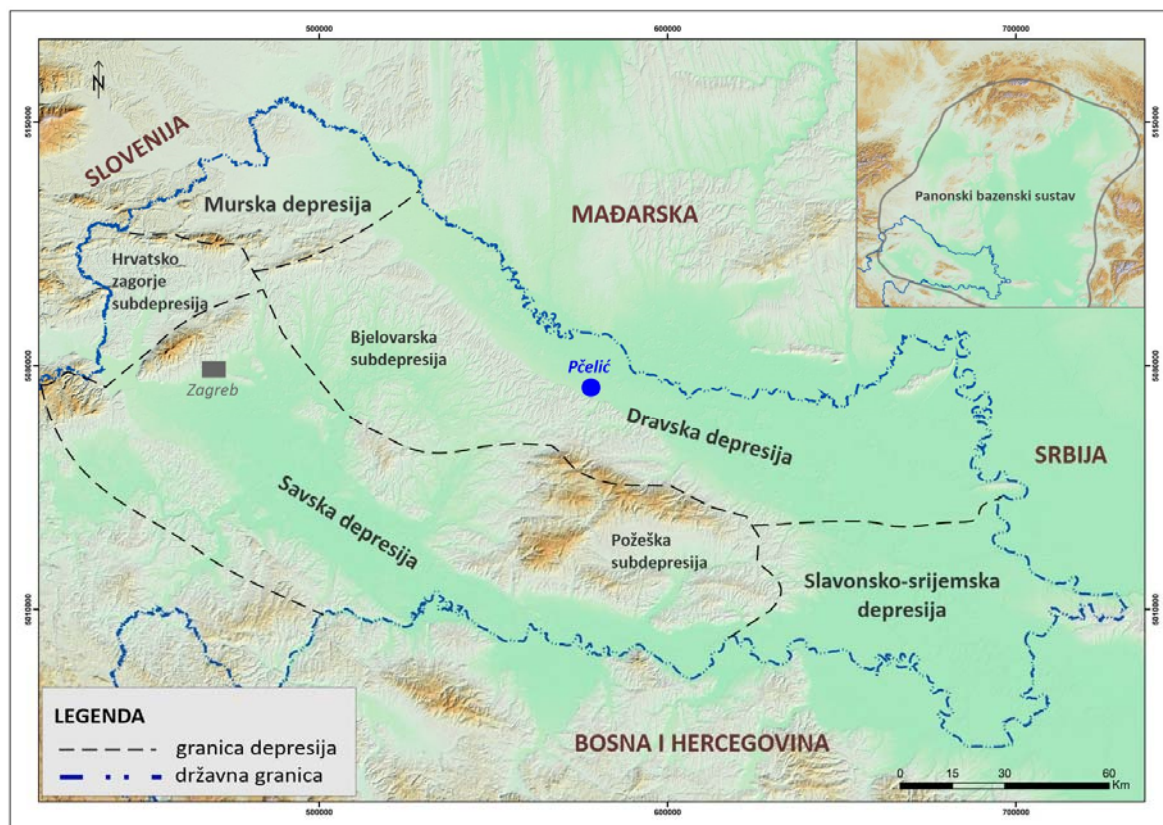 500000
600000
700000
N
5150000
5150000
SLOVENIJA
Murska depresija
MAĐARSKA
Panonski bazenski sustav
Hrvatsko
zagorje
subdepresija
Bjelovarska
subdepresija
Pčelić
Zagreb
Dravska depresija
SRBIJA
Savska depresija
Požeška
subdepresija
Slavonsko-srijemska
depresija
LEGENDA
granica depresija
državna granica
BOSNA I HERCEGOVINA
0 15 30 60
Km
500000
600000
700000